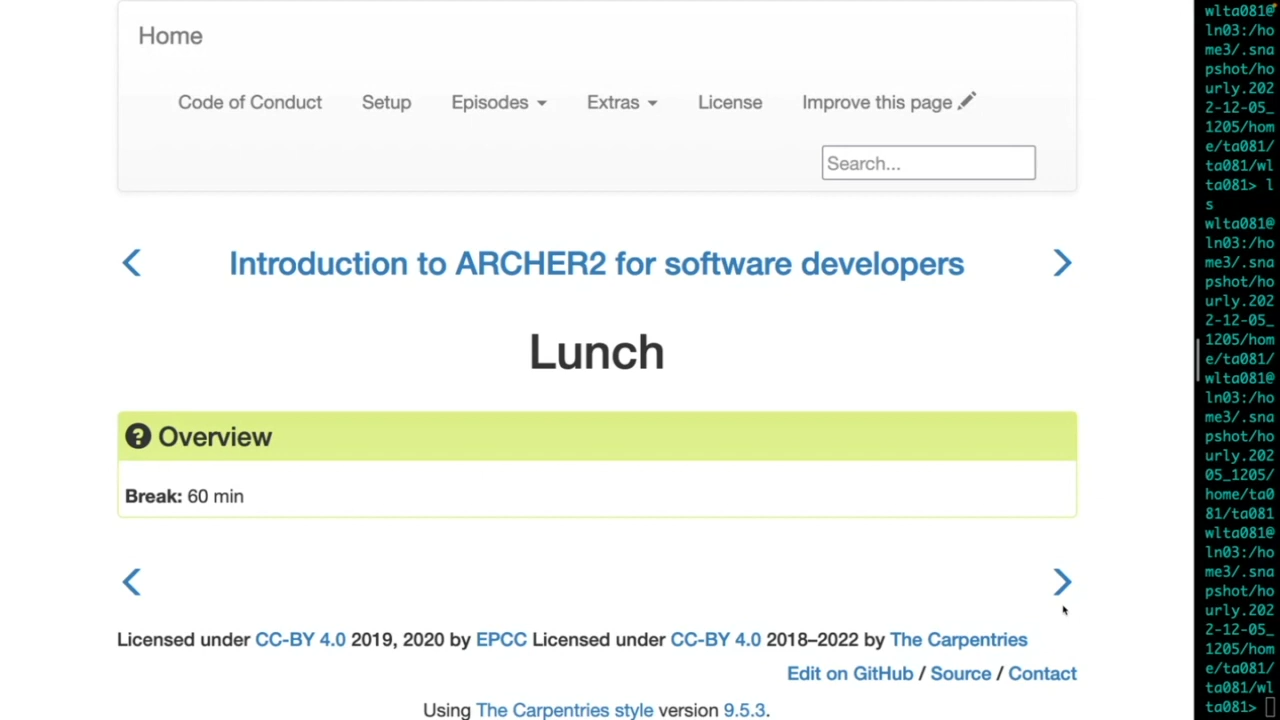 Home
Code of Conduct Setup Episodes Extras License Improve this page
Search...
Introduction to ARCHER2 for software developers
Lunch
Overview
Break: 60 min
Licensed under CC-BY 4.0 2019, 2020 by EPCC Licensed under CC-BY 4.0 2018–2022 by The Carpentries
Edit on GitHub / Source / Contact
Using The Carpentries style version 9.5.3.
wlta081@
ln03:/ho
me3/.sna
pshot/ho
urly.202
2-12-05_
1205/hom
e/ta081/
ta081/wl
ta081> l
s
wlta081@
ln03:/ho
me3/.sna
pshot/ho
urly.202
2-12-05_
1205/hom
e/ta081/
wlta081@
ln03:/ho
me3/.sna
pshot/ho
urly.202
05_1205/
home/ta0
81/ta081
wlta081@
ln03:/ho
me3/.sna
pshot/ho
urly.202
2-12-05_
1205/hom
e/ta081/
ta081/wl
ta081>